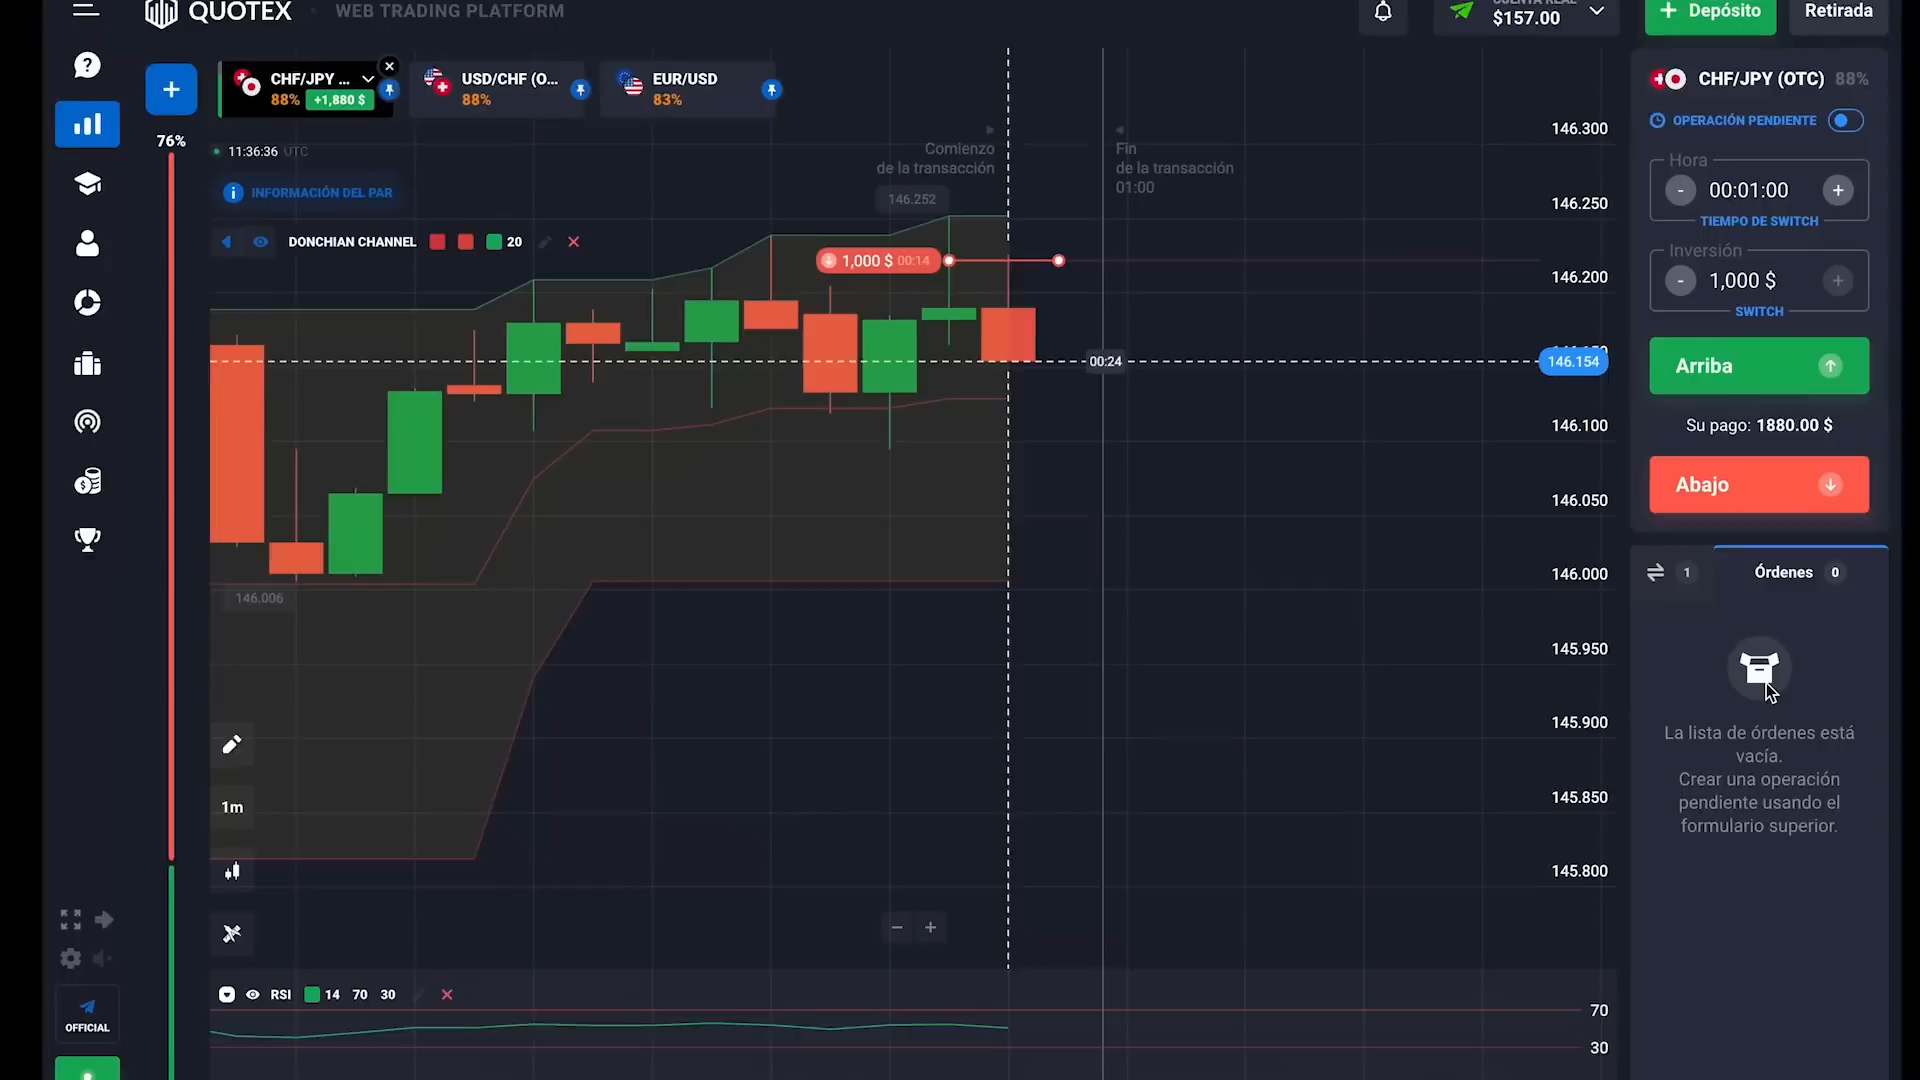 QUOTEX
WEB TRADING PLATFORM
CUENTA REAL
$157.00
+ Depósito
Retirada
CHF/JPY ...
88%
+1,880 $
USD/CHF (O...
88%
EUR/USD
83%
76%
11:36:36 UTC
INFORMACIÓN DEL PAR
DONCHIAN CHANNEL
20
Comienzo
de la transacción
Fin
de la transacción
01:00
146.252
1,000 $ 00:14
00:24
146.006
146.300
146.250
146.200
146.154
146.100
146.050
146.000
145.950
145.900
145.850
145.800
1m
RSI
14 70 30
70
30
OFFICIAL
CHF/JPY (OTC) 88%
OPERACIÓN PENDIENTE
Hora
- 00:01:00 +
TIEMPO DE SWITCH
Inversión
- 1,000 $ +
SWITCH
Arriba
Su pago: 1880.00 $
Abajo
1
Órdenes 0
La lista de órdenes está
vacía.
Crear una operación
pendiente usando el
formulario superior.